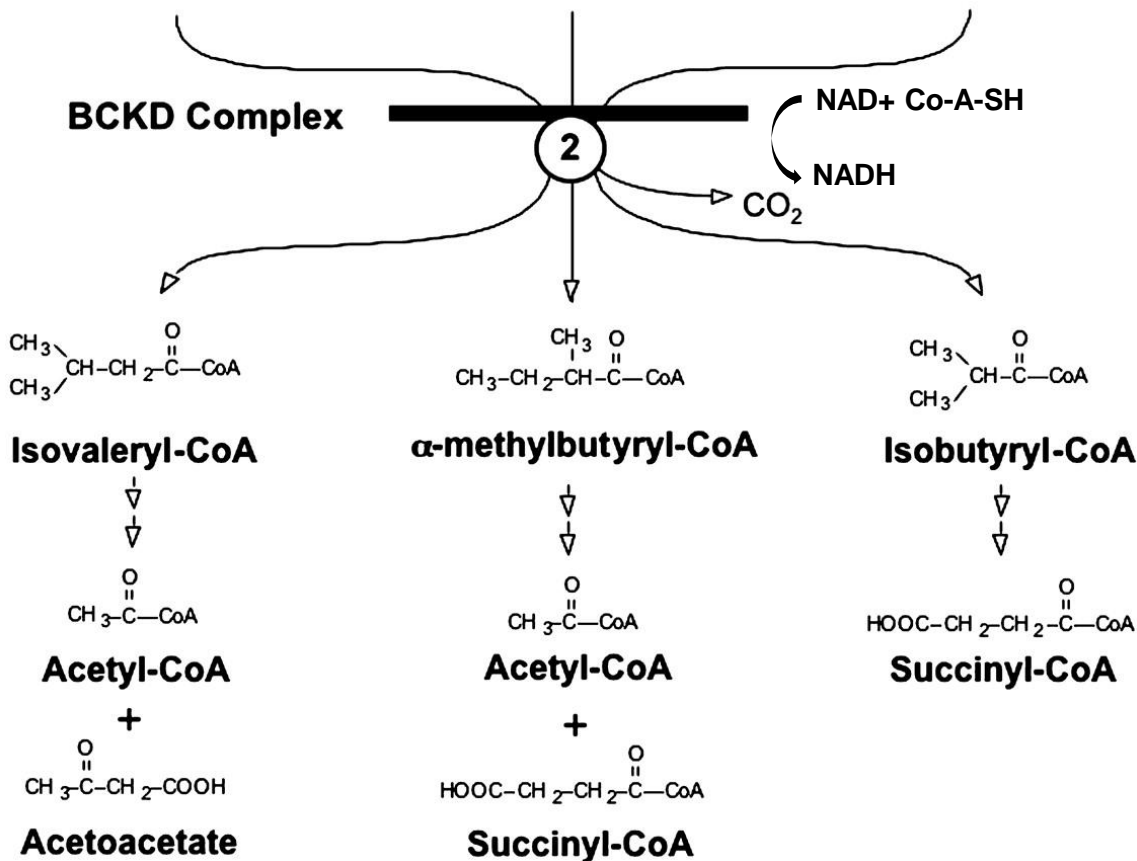 BCKD Complex
2
NAD+ Co-A-SH
NADH
CO₂
O
CH₃
CH–CH₂–C—CoA
CH₃
Isovaleryl-CoA
CH₃ O
CH₃–CH₂–CH–C—CoA
α-methylbutyryl-CoA
O
CH₃
CH–C—CoA
CH₃
Isobutyryl-CoA
O
CH₃–C—CoA
Acetyl-CoA
+
O
CH₃–C–CH₂–COOH
Acetoacetate
O
CH₃–C—CoA
Acetyl-CoA
+
O
HOOC–CH₂–CH₂–C—CoA
Succinyl-CoA
O
HOOC–CH₂–CH₂–C—CoA
Succinyl-CoA